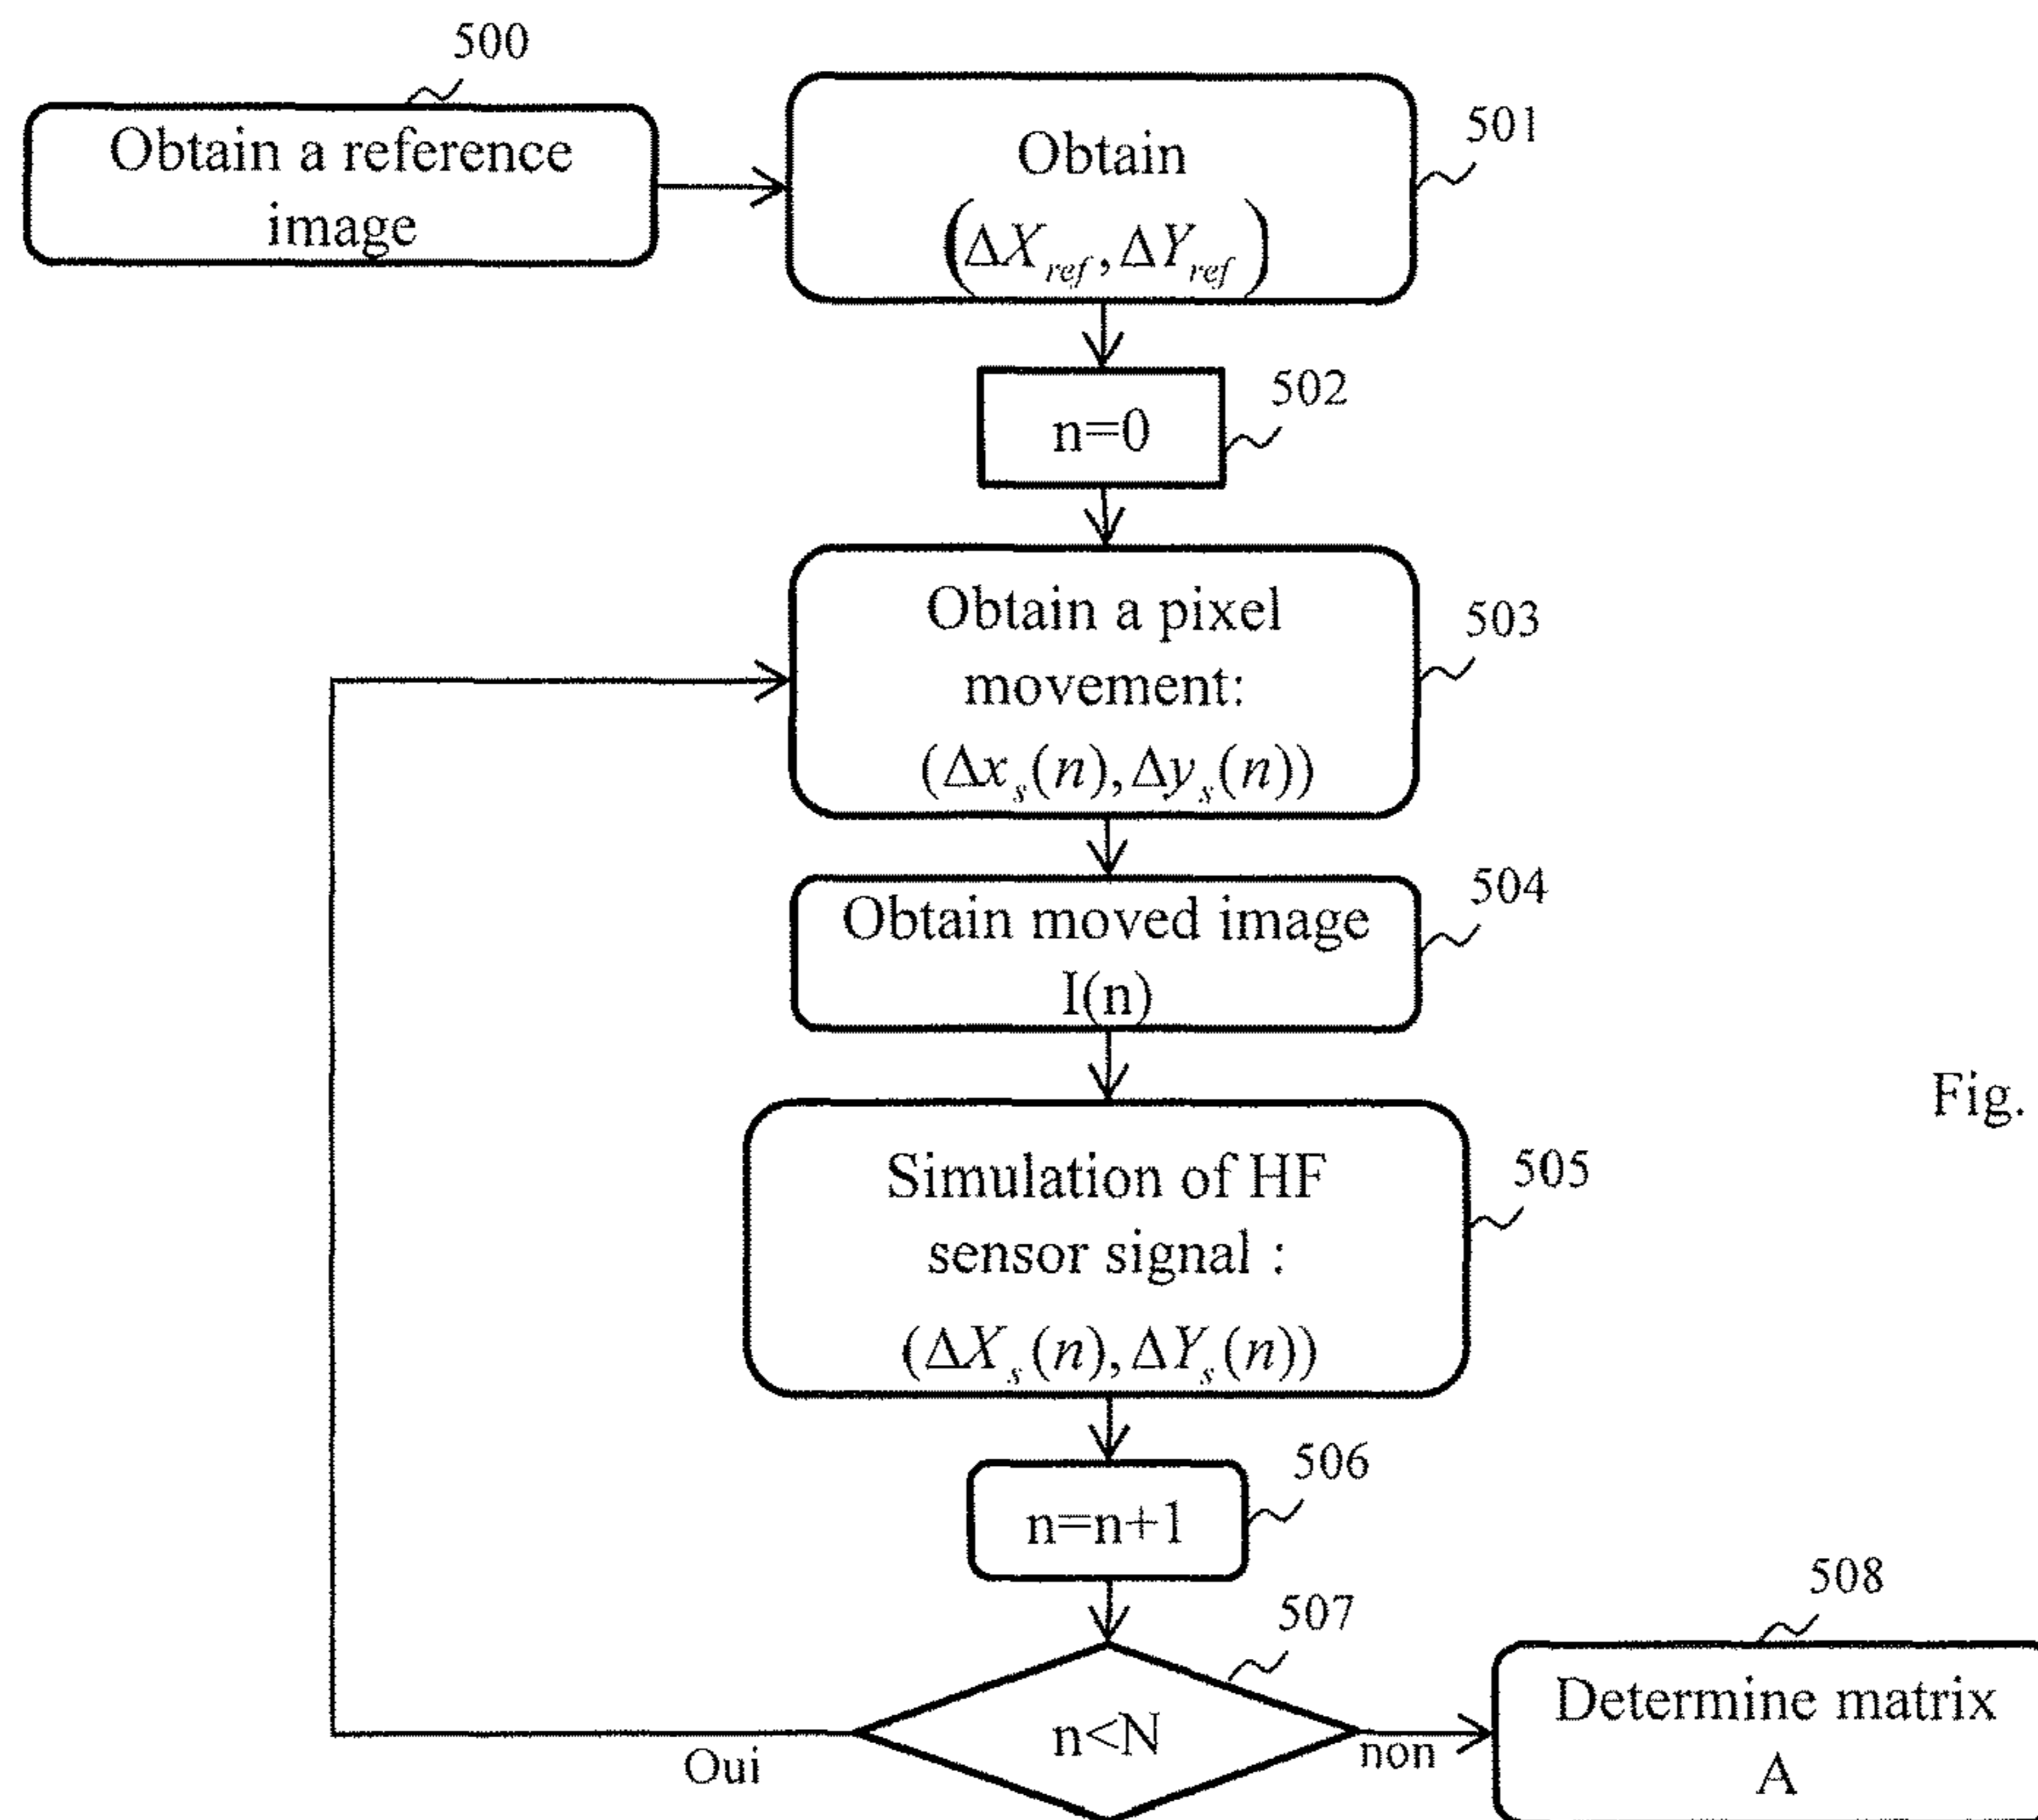 500
Obtain a reference
image
501
Obtain
(ΔX_ref, ΔY_ref)
502
n=0
503
Obtain a pixel
movement:
(Δx_s(n), Δy_s(n))
504
Obtain moved image
I(n)
Fig.
505
Simulation of HF
sensor signal :
(ΔX_s(n), ΔY_s(n))
506
n=n+1
507
n<N
Oui
non
508
Determine matrix
A